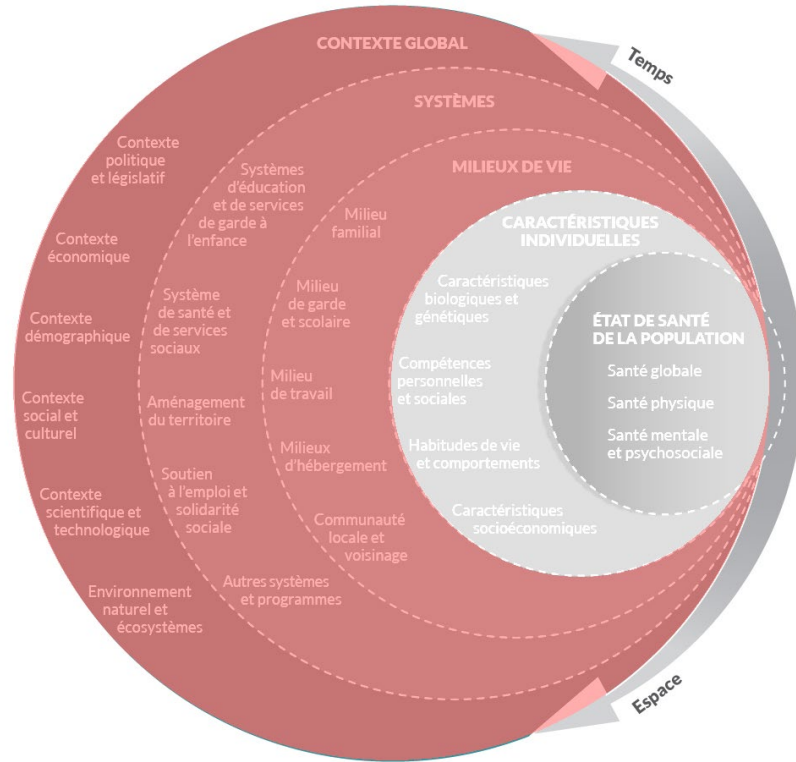 CONTEXTE GLOBAL
Temps
SYSTÈMES
MILIEUX DE VIE
CARACTÉRISTIQUES
INDIVIDUELLES
ÉTAT DE SANTÉ
DE LA POPULATION
Santé globale
Santé physique
Santé mentale
et psychosociale
Caractéristiques
biologiques et
génétiques
Compétences
personnelles
et sociales
Habitudes de vie
et comportements
Caractéristiques
socioéconomiques
Milieu
familial
Milieu
de garde
et scolaire
Milieu
de travail
Milieux
d'hébergement
Communauté
locale et
voisinage
Systèmes
d'éducation
et de services
de garde à
l'enfance
Système
de santé et
de services
sociaux
Aménagement
du territoire
Soutien
à l'emploi et
solidarité
sociale
Autres systèmes
et programmes
Contexte
politique
et législatif
Contexte
économique
Contexte
démographique
Contexte
social et
culturel
Contexte
scientifique et
technologique
Environnement
naturel et
écosystèmes
Espace